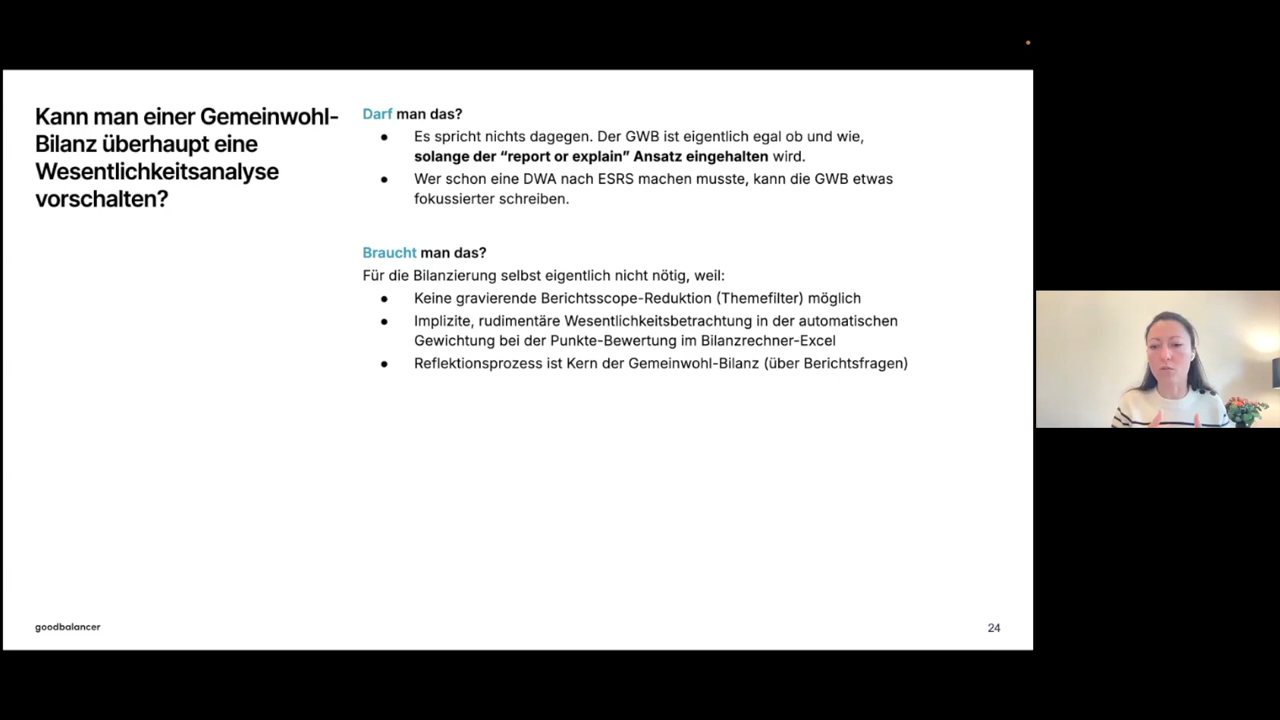 Kann man einer Gemeinwohl-
Bilanz überhaupt eine
Wesentlichkeitsanalyse
vorschalten?
Darf man das?
● Es spricht nichts dagegen. Der GWB ist eigentlich egal ob und wie,
solange der “report or explain” Ansatz eingehalten wird.
● Wer schon eine DWA nach ESRS machen musste, kann die GWB etwas
fokussierter schreiben.
Braucht man das?
Für die Bilanzierung selbst eigentlich nicht nötig, weil:
● Keine gravierende Berichtsscope-Reduktion (Themefilter) möglich
● Implizite, rudimentäre Wesentlichkeitsbetrachtung in der automatischen
Gewichtung bei der Punkte-Bewertung im Bilanzrechner-Excel
● Reflektionsprozess ist Kern der Gemeinwohl-Bilanz (über Berichtsfragen)
goodbalancer
24